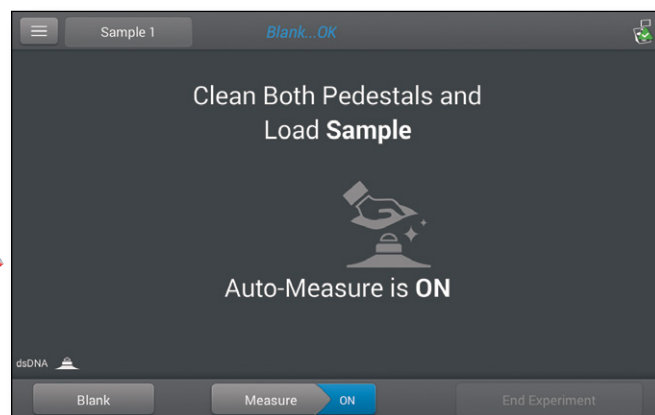 Sample 1
Blank...OK
Clean Both Pedestals and
Load Sample
Auto-Measure is ON
dsDNA
Blank
Measure
ON
End Experiment